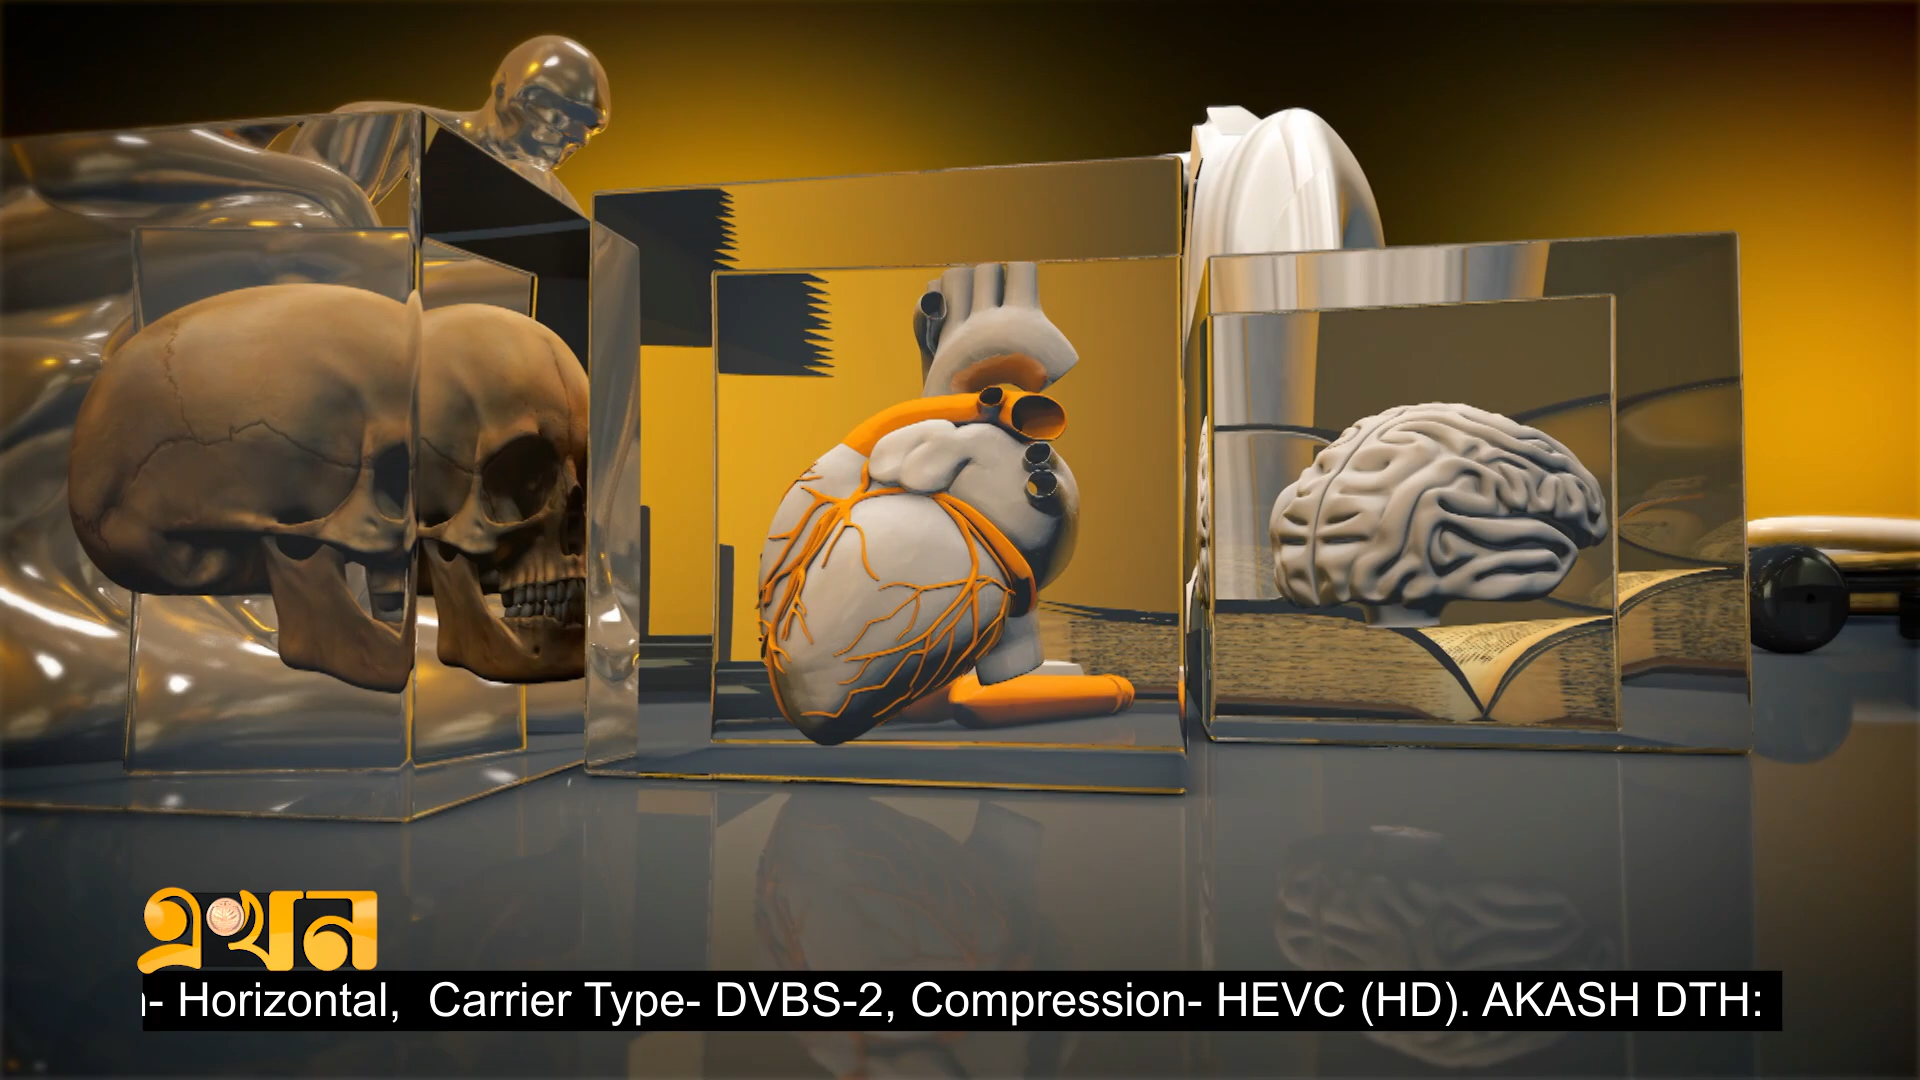 এখন
- Horizontal, Carrier Type- DVBS-2, Compression- HEVC (HD). AKASH DTH: